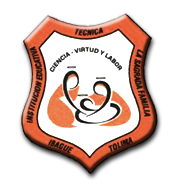 TECNICA
INSTITUCION EDUCATIVA
LA SAGRADA FAMILIA
CIENCIA - VIRTUD Y LABOR
IBAGUE
TOLIMA